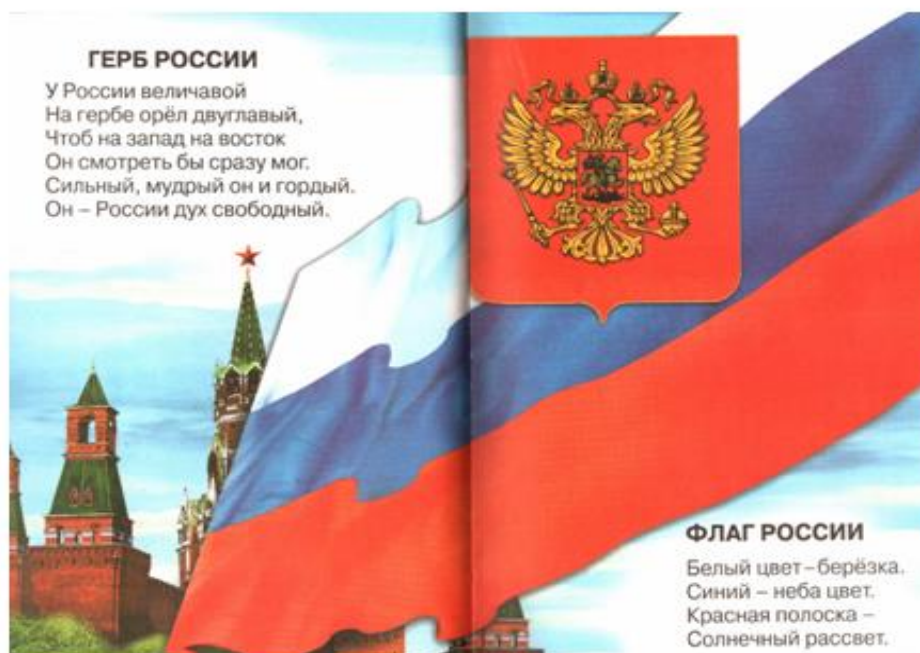 ГЕРБ РОССИИ
У России величавой
На гербе орёл двуглавый,
Чтоб на запад на восток
Он смотреть бы сразу мог.
Сильный, мудрый он и гордый.
Он – России дух свободный.
ФЛАГ РОССИИ
Белый цвет – берёзка.
Синий – неба цвет.
Красная полоска –
Солнечный рассвет.